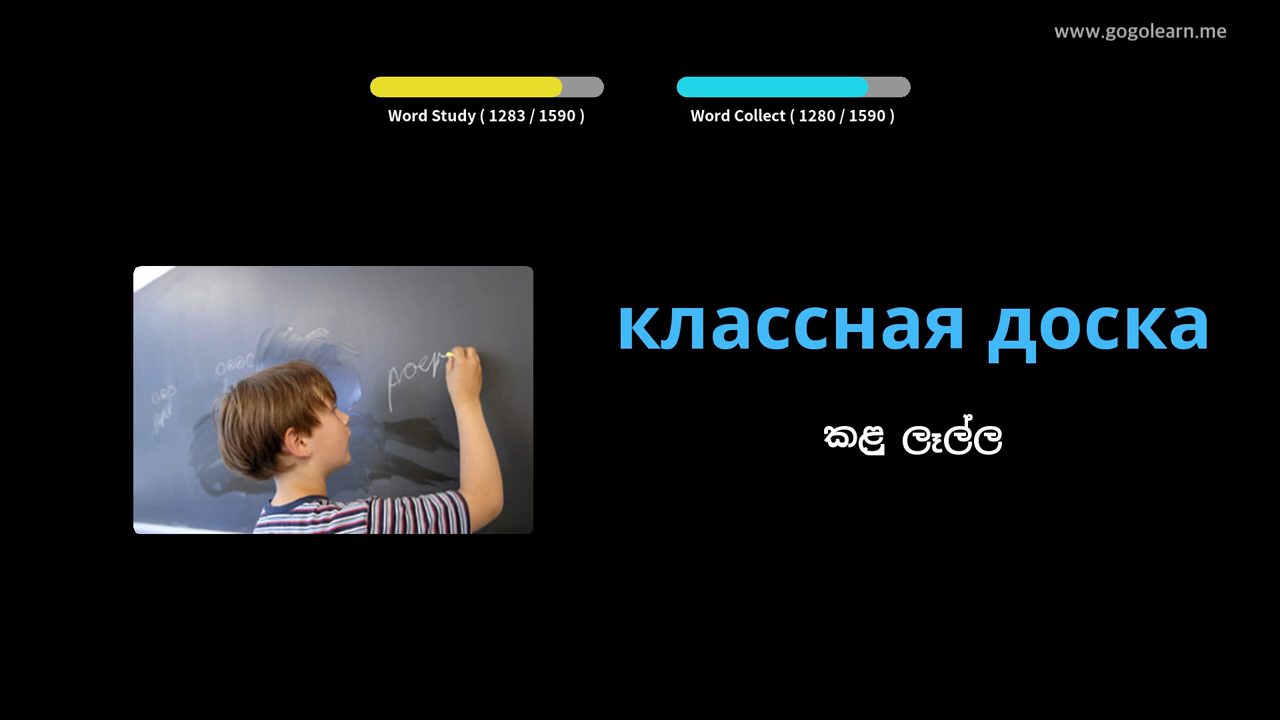 www.gogolearn.me
Word Study ( 1283 / 1590 )
Word Collect ( 1280 / 1590 )
классная доска
කළු ලෑල්ල